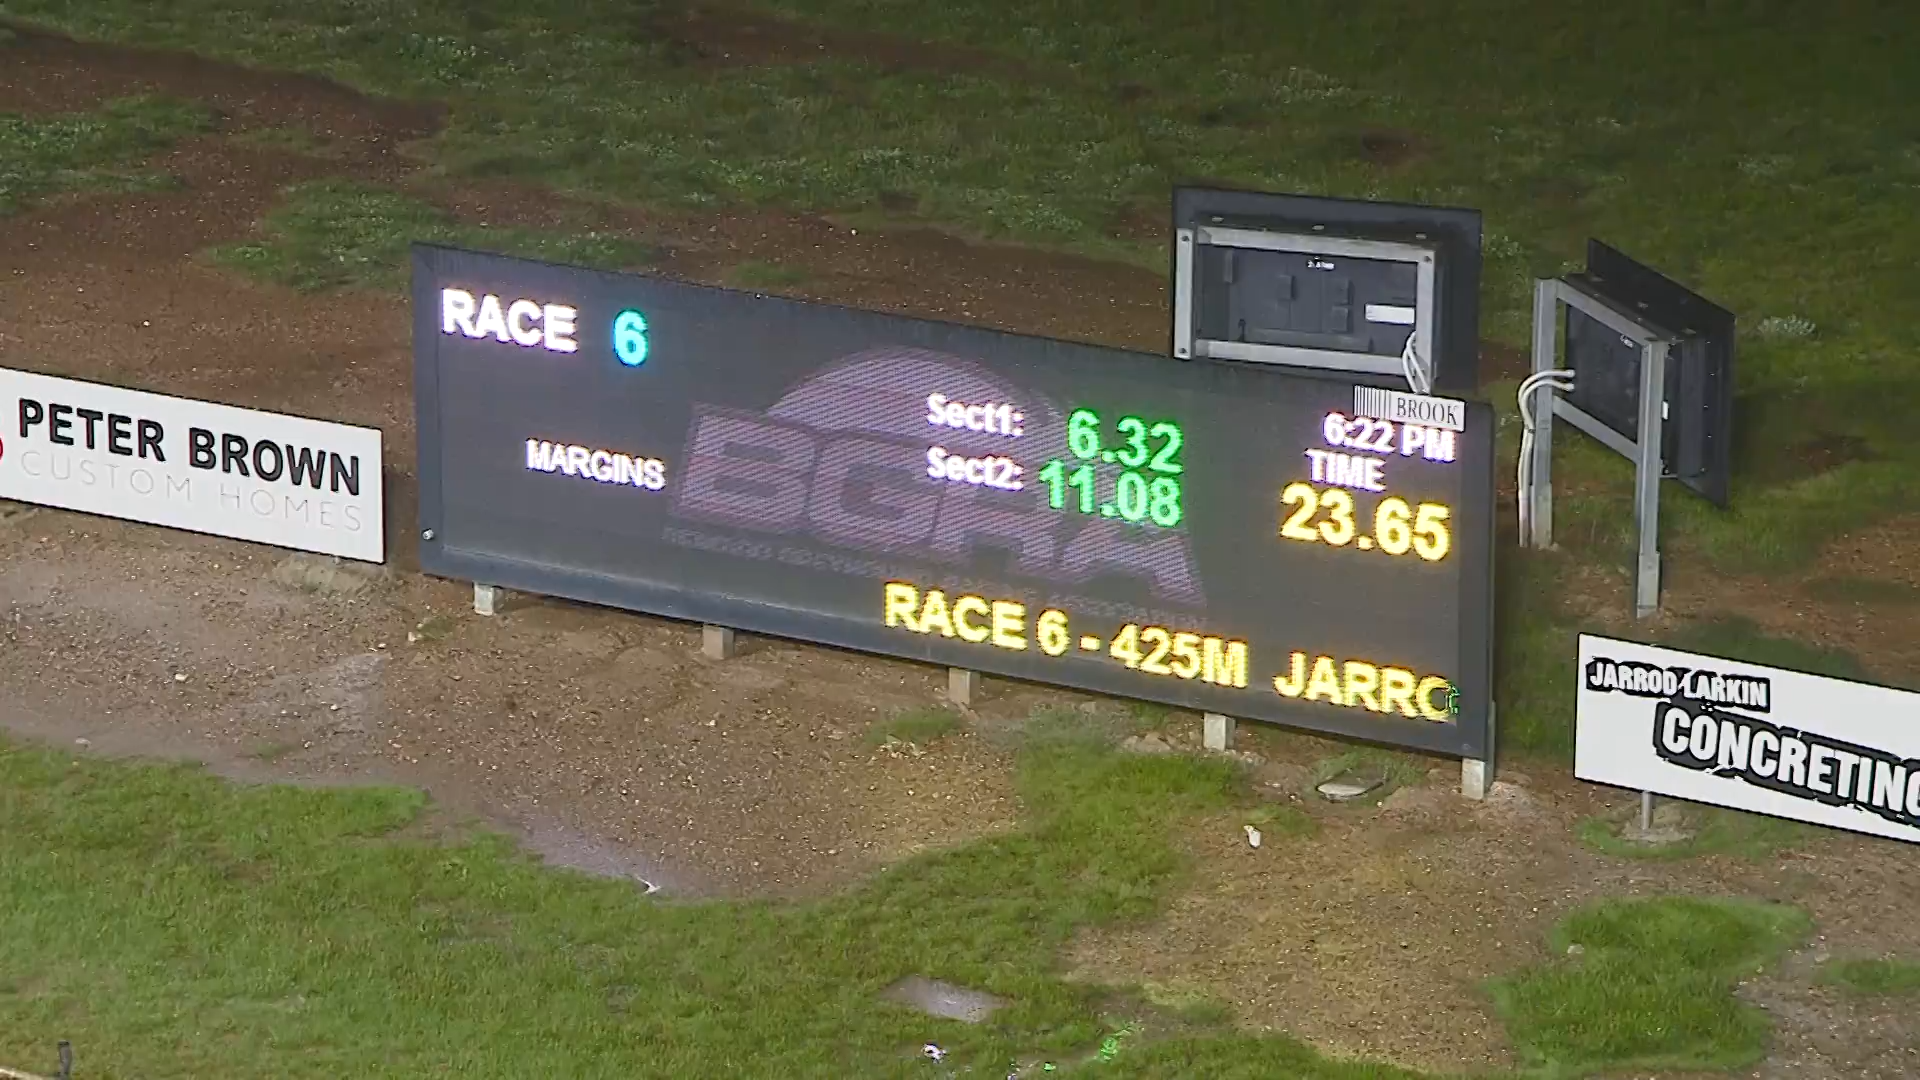 RACE 6
BROOK
Sect1: 6.32
6:22 PM
MARGINS
Sect2: 11.08
TIME
23.65
BGRA
RACE 6 - 425M JARRO
PETER BROWN
CUSTOM HOMES
JARROD LARKIN
CONCRETING